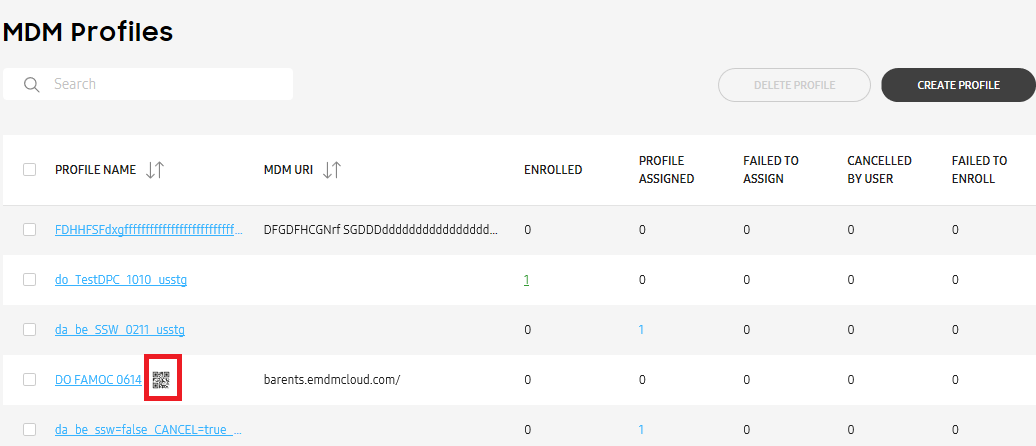 MDM Profiles
Search
DELETE PROFILE
CREATE PROFILE
PROFILE NAME MDM URI ENROLLED PROFILE ASSIGNED FAILED TO ASSIGN CANCELLED BY USER FAILED TO ENROLL
FDHHFSFdxgffffffffffffffffffffffffff... DFGDFHCGNrf SGDDDdddddddddddddddd... 0 0 0 0 0
do_TestDPC_1010_usstg 1 0 0 0 0
da_be_SSW_0211_usstg 0 1 0 0 0
DO FAMOC 0614 barents.emdmcloud.com/ 0 0 0 0 0
da_be_ssw=false_CANCEL=true_... 0 1 0 0 0